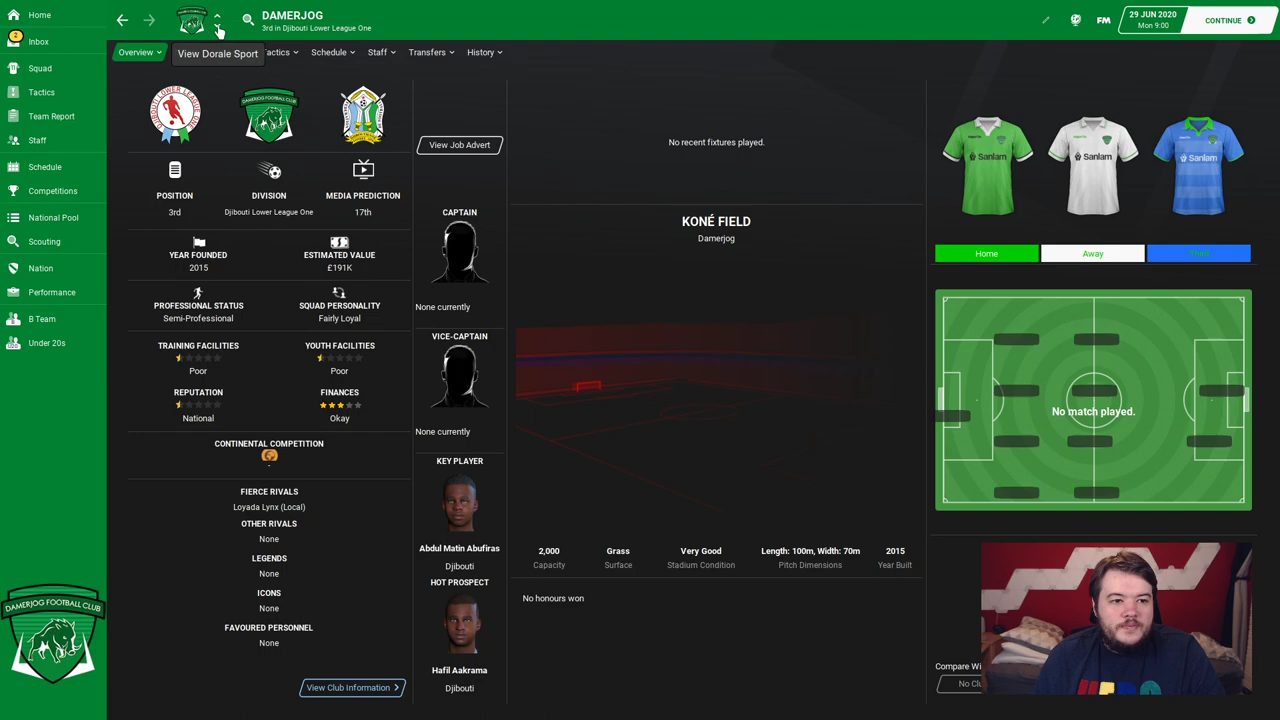 Home
2
Inbox
Squad
Tactics
Team Report
Staff
Schedule
Competitions
National Pool
Scouting
Nation
Performance
B Team
Under 20s
DAMERJOG FOOTBALL CLUB
DAMERJOG
3rd in Djibouti Lower League One
FM
29 JUN 2020
Mon 9:00
CONTINUE
Overview
View Dorale Sport
Tactics
Schedule
Staff
Transfers
History
DAMERJOG FOOTBALL CLUB
POSITION
3rd
DIVISION
Djibouti Lower League One
MEDIA PREDICTION
17th
YEAR FOUNDED
2015
ESTIMATED VALUE
£191K
PROFESSIONAL STATUS
Semi-Professional
SQUAD PERSONALITY
Fairly Loyal
TRAINING FACILITIES
Poor
YOUTH FACILITIES
Poor
REPUTATION
National
FINANCES
Okay
CONTINENTAL COMPETITION
-
FIERCE RIVALS
Loyada Lynx (Local)
OTHER RIVALS
None
LEGENDS
None
ICONS
None
FAVOURED PERSONNEL
None
View Club Information
View Job Advert
CAPTAIN
None currently
VICE-CAPTAIN
None currently
KEY PLAYER
Abdul Matin Abufiras
Djibouti
HOT PROSPECT
Hafil Aakrama
Djibouti
No recent fixtures played.
KONÉ FIELD
Damerjog
2,000
Capacity
Grass
Surface
Very Good
Stadium Condition
Length: 100m, Width: 70m
Pitch Dimensions
2015
Year Built
No honours won
Sanlam
Sanlam
Sanlam
Home
Away
Third
No match played.
Compare Wi
No Clu